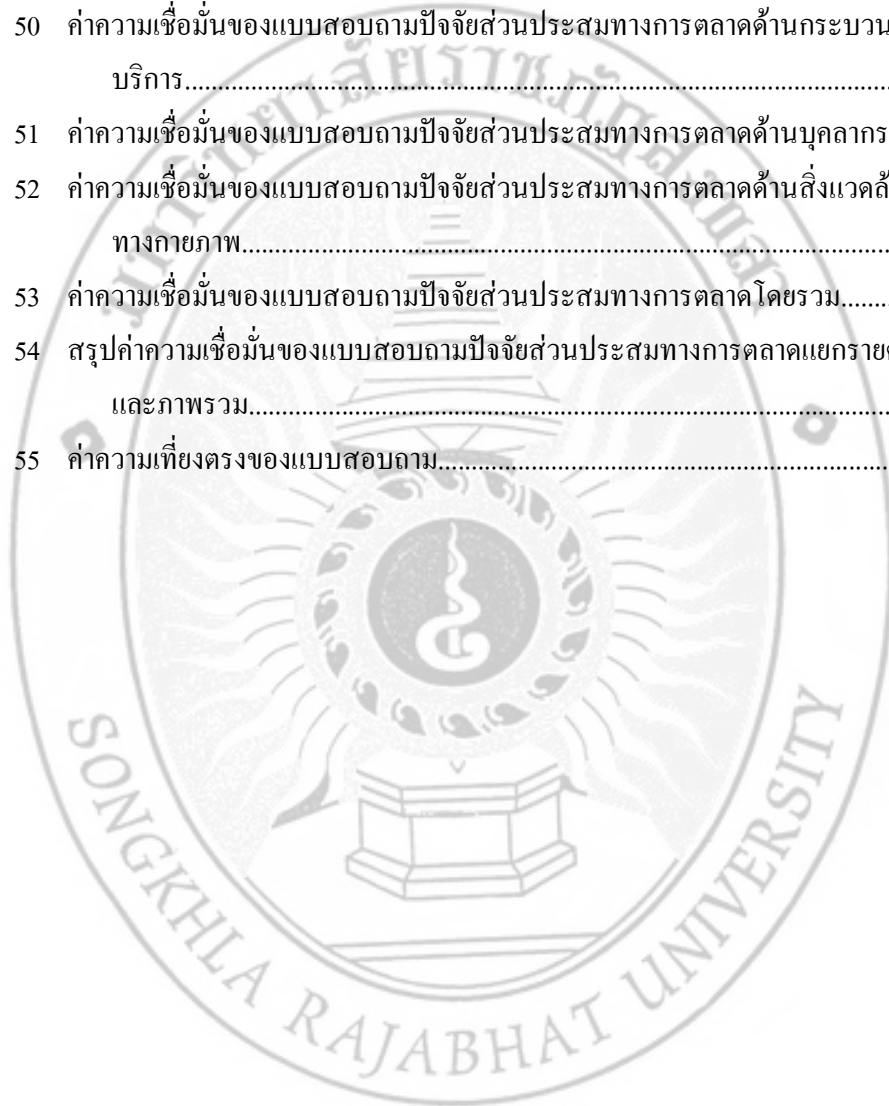 50 ค่าความเชื่อมั่นของแบบสอบถามปัจจัยส่วนประสมทางการตลาดด้านกระบวน
บริการ....................................................................................................
51 ค่าความเชื่อมั่นของแบบสอบถามปัจจัยส่วนประสมทางการตลาดด้านบุคลากร
52 ค่าความเชื่อมั่นของแบบสอบถามปัจจัยส่วนประสมทางการตลาดด้าน
ทางกายภาพ..............................................................................................
53 ค่าความเชื่อมั่นของแบบสอบถามปัจจัยส่วนประสมทางการตลาดโดยรวม........
54 สรุปค่าความเชื่อมั่นของแบบสอบถามปัจจัยส่วนประสมทางการตลาดแยกราย
และภาพรวม.............................................................................................
55 ค่าความเที่ยงตรงของแบบสอบถาม................................................................
มหาวิทยาลัยราชภัฏสงขลา
SONGKHLA RAJABHAT UNIVERSITY